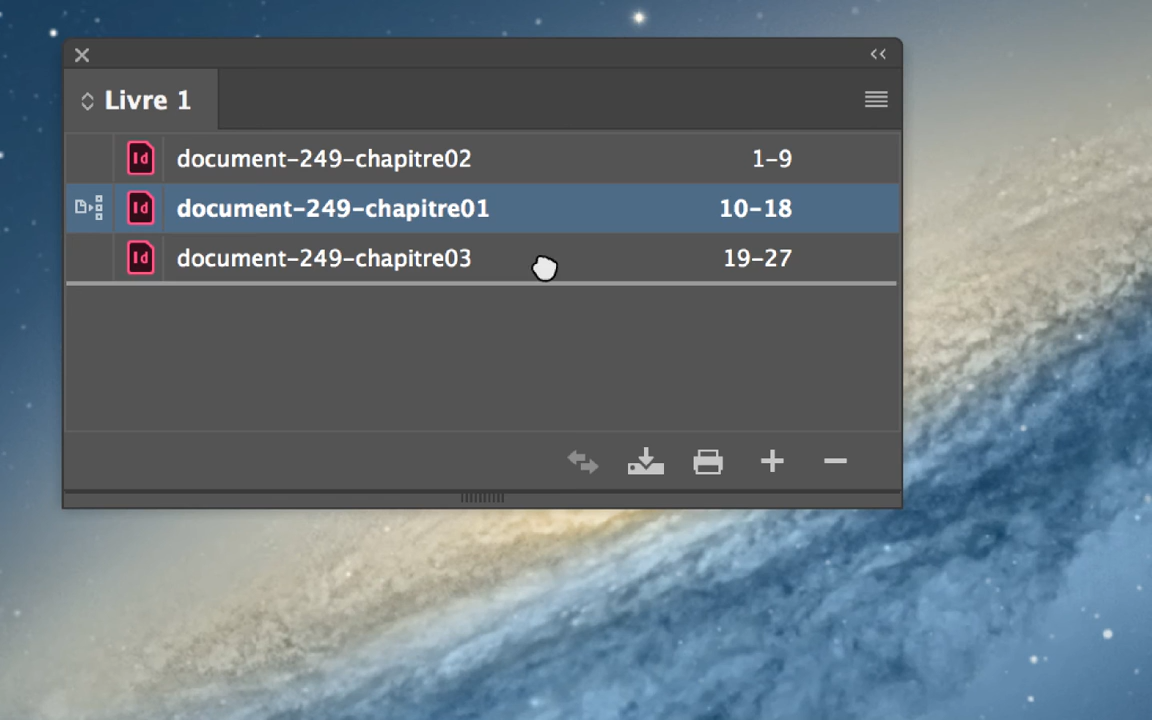 Livre 1
Id document-249-chapitre02 1-9
Id document-249-chapitre01 10-18
Id document-249-chapitre03 19-27